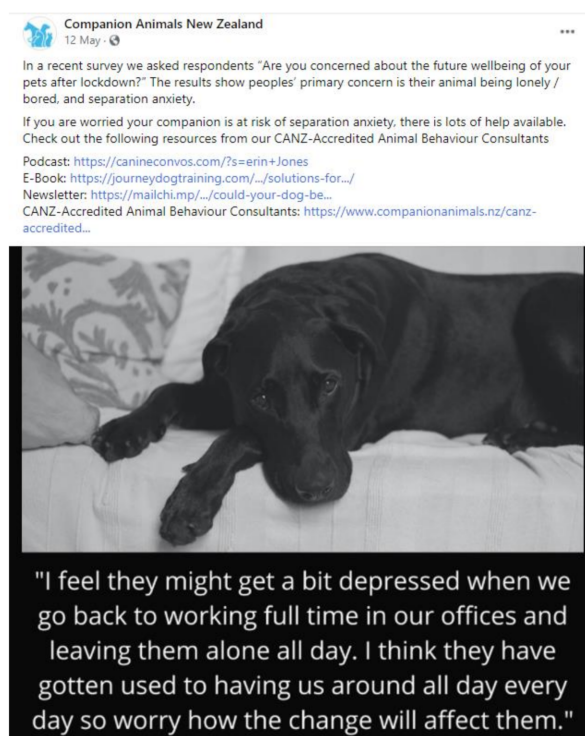 Companion Animals New Zealand
12 May ·
In a recent survey we asked respondents "Are you concerned about the future wellbeing of your
pets after lockdown?" The results show peoples' primary concern is their animal being lonely /
bored, and separation anxiety.
If you are worried your companion is at risk of separation anxiety, there is lots of help available.
Check out the following resources from our CANZ-Accredited Animal Behaviour Consultants
Podcast: https://canineconvos.com/?s=erin+Jones
E-Book: https://journeydogtraining.com/.../solutions-for.../
Newsletter: https://mailchi.mp/.../could-your-dog-be...
CANZ-Accredited Animal Behaviour Consultants: https://www.companionanimals.nz/canz-
accredited...
"I feel they might get a bit depressed when we
go back to working full time in our offices and
leaving them alone all day. I think they have
gotten used to having us around all day every
day so worry how the change will affect them."